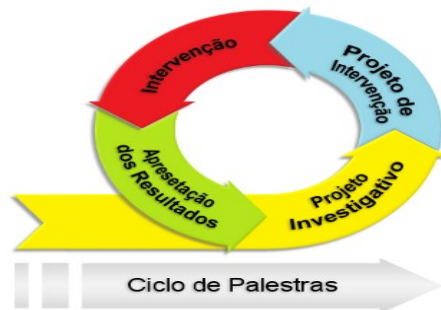 Intervenção
Projeto de
Intervenção
Apresetação
dos Resultados
Projeto
Investigativo
Ciclo de Palestras